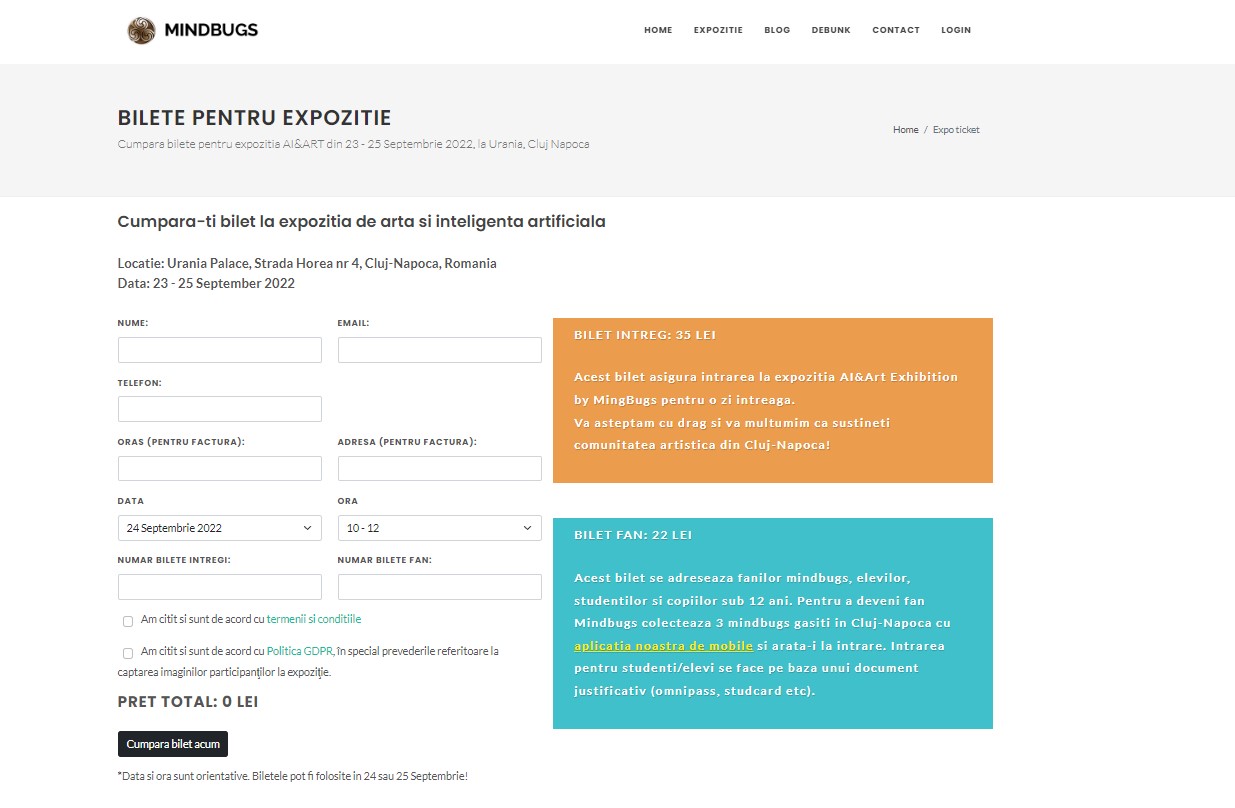 MINDBUGS
HOME EXPOZITIE BLOG DEBUNK CONTACT LOGIN
BILETE PENTRU EXPOZITIE
Cumpara bilete pentru expozitia AI&ART din 23 - 25 Septembrie 2022, la Urania, Cluj Napoca
Home / Expo ticket
Cumpara-ti bilet la expozitia de arta si inteligenta artificiala
Locatie: Urania Palace, Strada Horea nr 4, Cluj-Napoca, Romania
Data: 23 - 25 September 2022
NUME: EMAIL:
TELEFON:
ORAS (PENTRU FACTURA): ADRESA (PENTRU FACTURA):
DATA ORA
24 Septembrie 2022 10 - 12
NUMAR BILETE INTREGI: NUMAR BILETE FAN:
Am citit si sunt de acord cu termenii si conditiile
Am citit si sunt de acord cu Politica GDPR, în special prevederile referitoare la
captarea imaginilor participanților la expoziție.
PRET TOTAL: 0 LEI
Cumpara bilet acum
*Data si ora sunt orientative. Biletele pot fi folosite in 24 sau 25 Septembrie!
BILET INTREG: 35 LEI
Acest bilet asigura intrarea la expozitia AI&Art Exhibition
by MingBugs pentru o zi intreaga.
Va asteptam cu drag si va multumim ca sustineti
comunitatea artistica din Cluj-Napoca!
BILET FAN: 22 LEI
Acest bilet se adreseaza fanilor mindbugs, elevilor,
studentilor si copiilor sub 12 ani. Pentru a deveni fan
Mindbugs colecteaza 3 mindbugs gasiti in Cluj-Napoca cu
aplicatia noastra de mobile si arata-i la intrare. Intrarea
pentru studenti/elevi se face pe baza unui document
justificativ (omnipass, studcard etc).